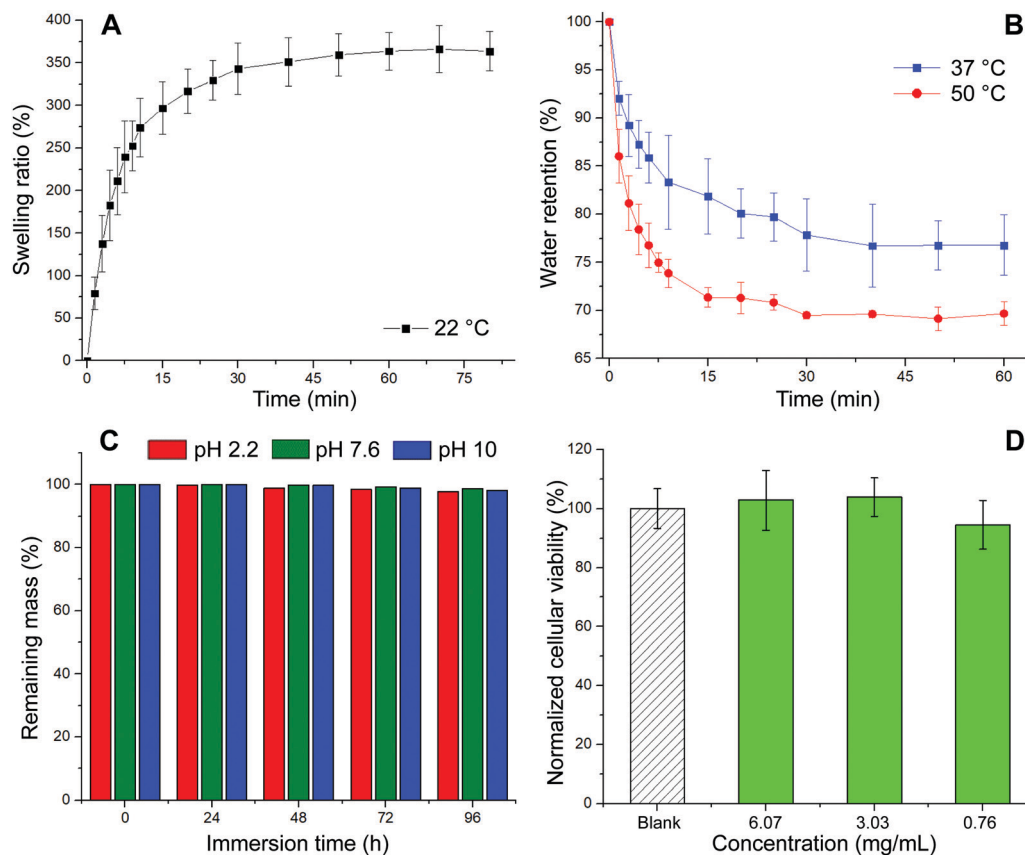 A
Swelling ratio (%)
400
350
300
250
200
150
100
50
0
22 °C
0 15 30 45 60 75
Time (min)
B
Water retention (%)
100
95
90
85
80
75
70
65
37 °C
50 °C
0 15 30 45 60
Time (min)
C
pH 2.2 pH 7.6 pH 10
Remaining mass (%)
100
80
60
40
20
0
0 24 48 72 96
Immersion time (h)
D
Normalized cellular viability (%)
120
100
80
60
40
20
0
Blank 6.07 3.03 0.76
Concentration (mg/mL)